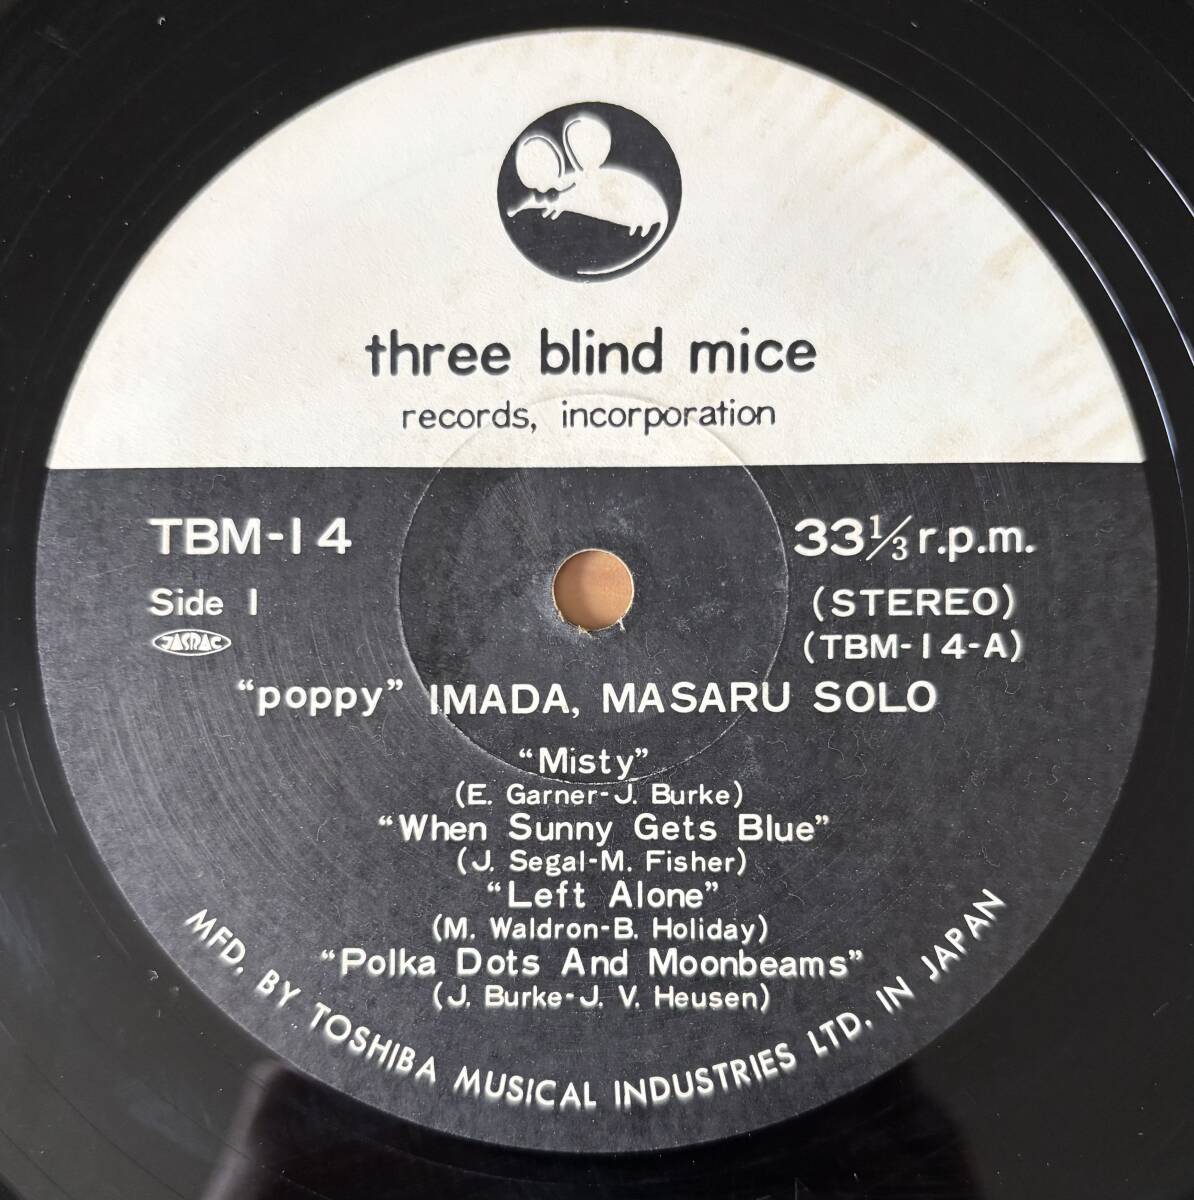 three blind mice
records, incorporation
TBM-14
33 1/3 r.p.m.
Side 1
(STEREO)
JASRAC
(TBM-14-A)
“poppy” IMADA, MASARU SOLO
“Misty”
(E. Garner-J. Burke)
“When Sunny Gets Blue”
(J. Segal-M. Fisher)
“Left Alone”
(M. Waldron-B. Holiday)
“Polka Dots And Moonbeams”
(J. Burke-J. V. Heusen)
MFD. BY TOSHIBA MUSICAL INDUSTRIES LTD. IN JAPAN